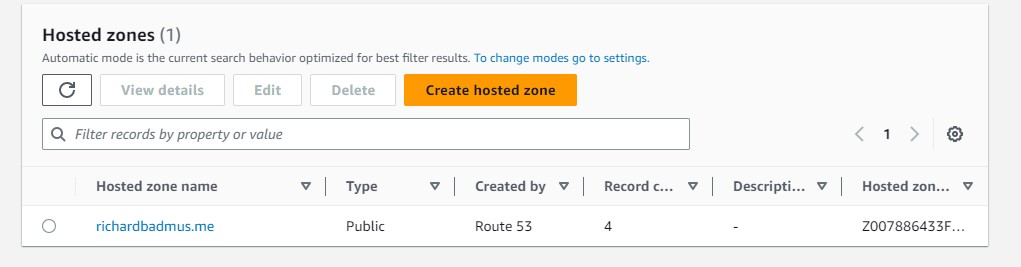 Hosted zones (1)
Automatic mode is the current search behavior optimized for best filter results. To change modes go to settings.
View details Edit Delete Create hosted zone
Filter records by property or value
1
Hosted zone name Type Created by Record c... Descripti... Hosted zon...
richardbadmus.me Public Route 53 4 - Z007886433F...